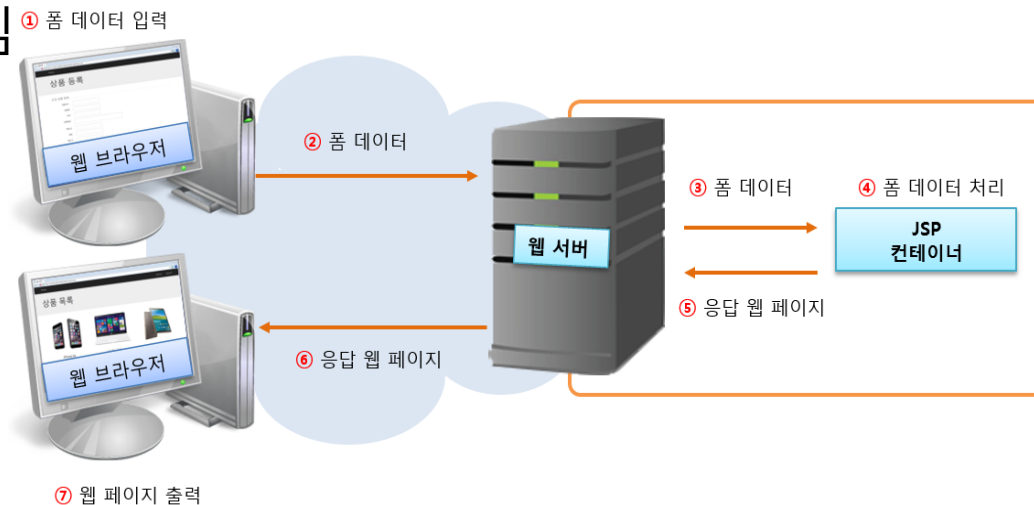 ① 폼 데이터 입력
상품 등록
웹 브라우저
② 폼 데이터
웹 서버
③ 폼 데이터
④ 폼 데이터 처리
JSP
컨테이너
⑤ 응답 웹 페이지
상품 목록
웹 브라우저
⑥ 응답 웹 페이지
⑦ 웹 페이지 출력